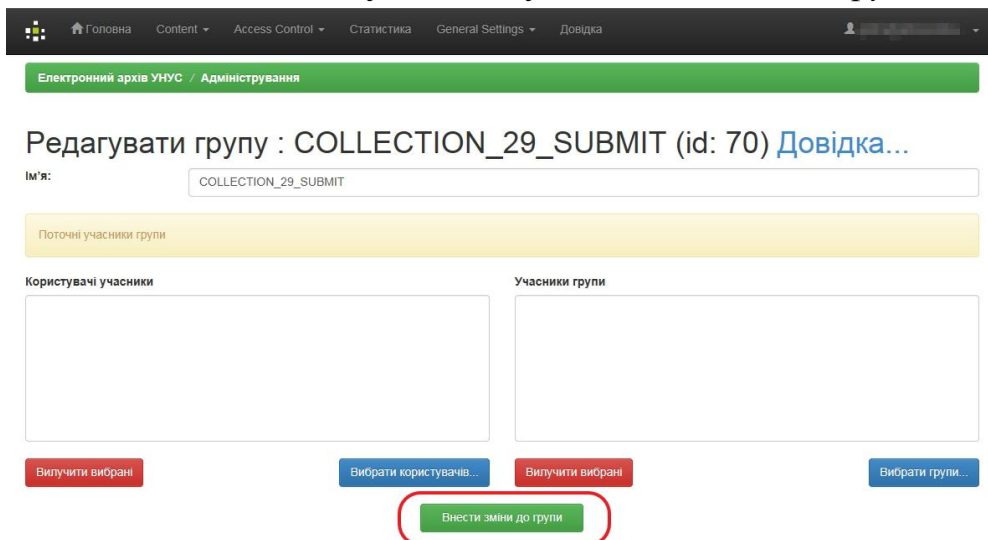 Головна Content Access Control Статистика General Settings Довідка
Електронний архів УНУС / Адміністрування
Редагувати групу : COLLECTION_29_SUBMIT (id: 70) Довідка...
Ім'я: COLLECTION_29_SUBMIT
Поточні учасники групи
Користувачі учасники Учасники групи
Вилучити вибрані Вибрати користувачів... Вилучити вибрані Вибрати групи...
Внести зміни до групи